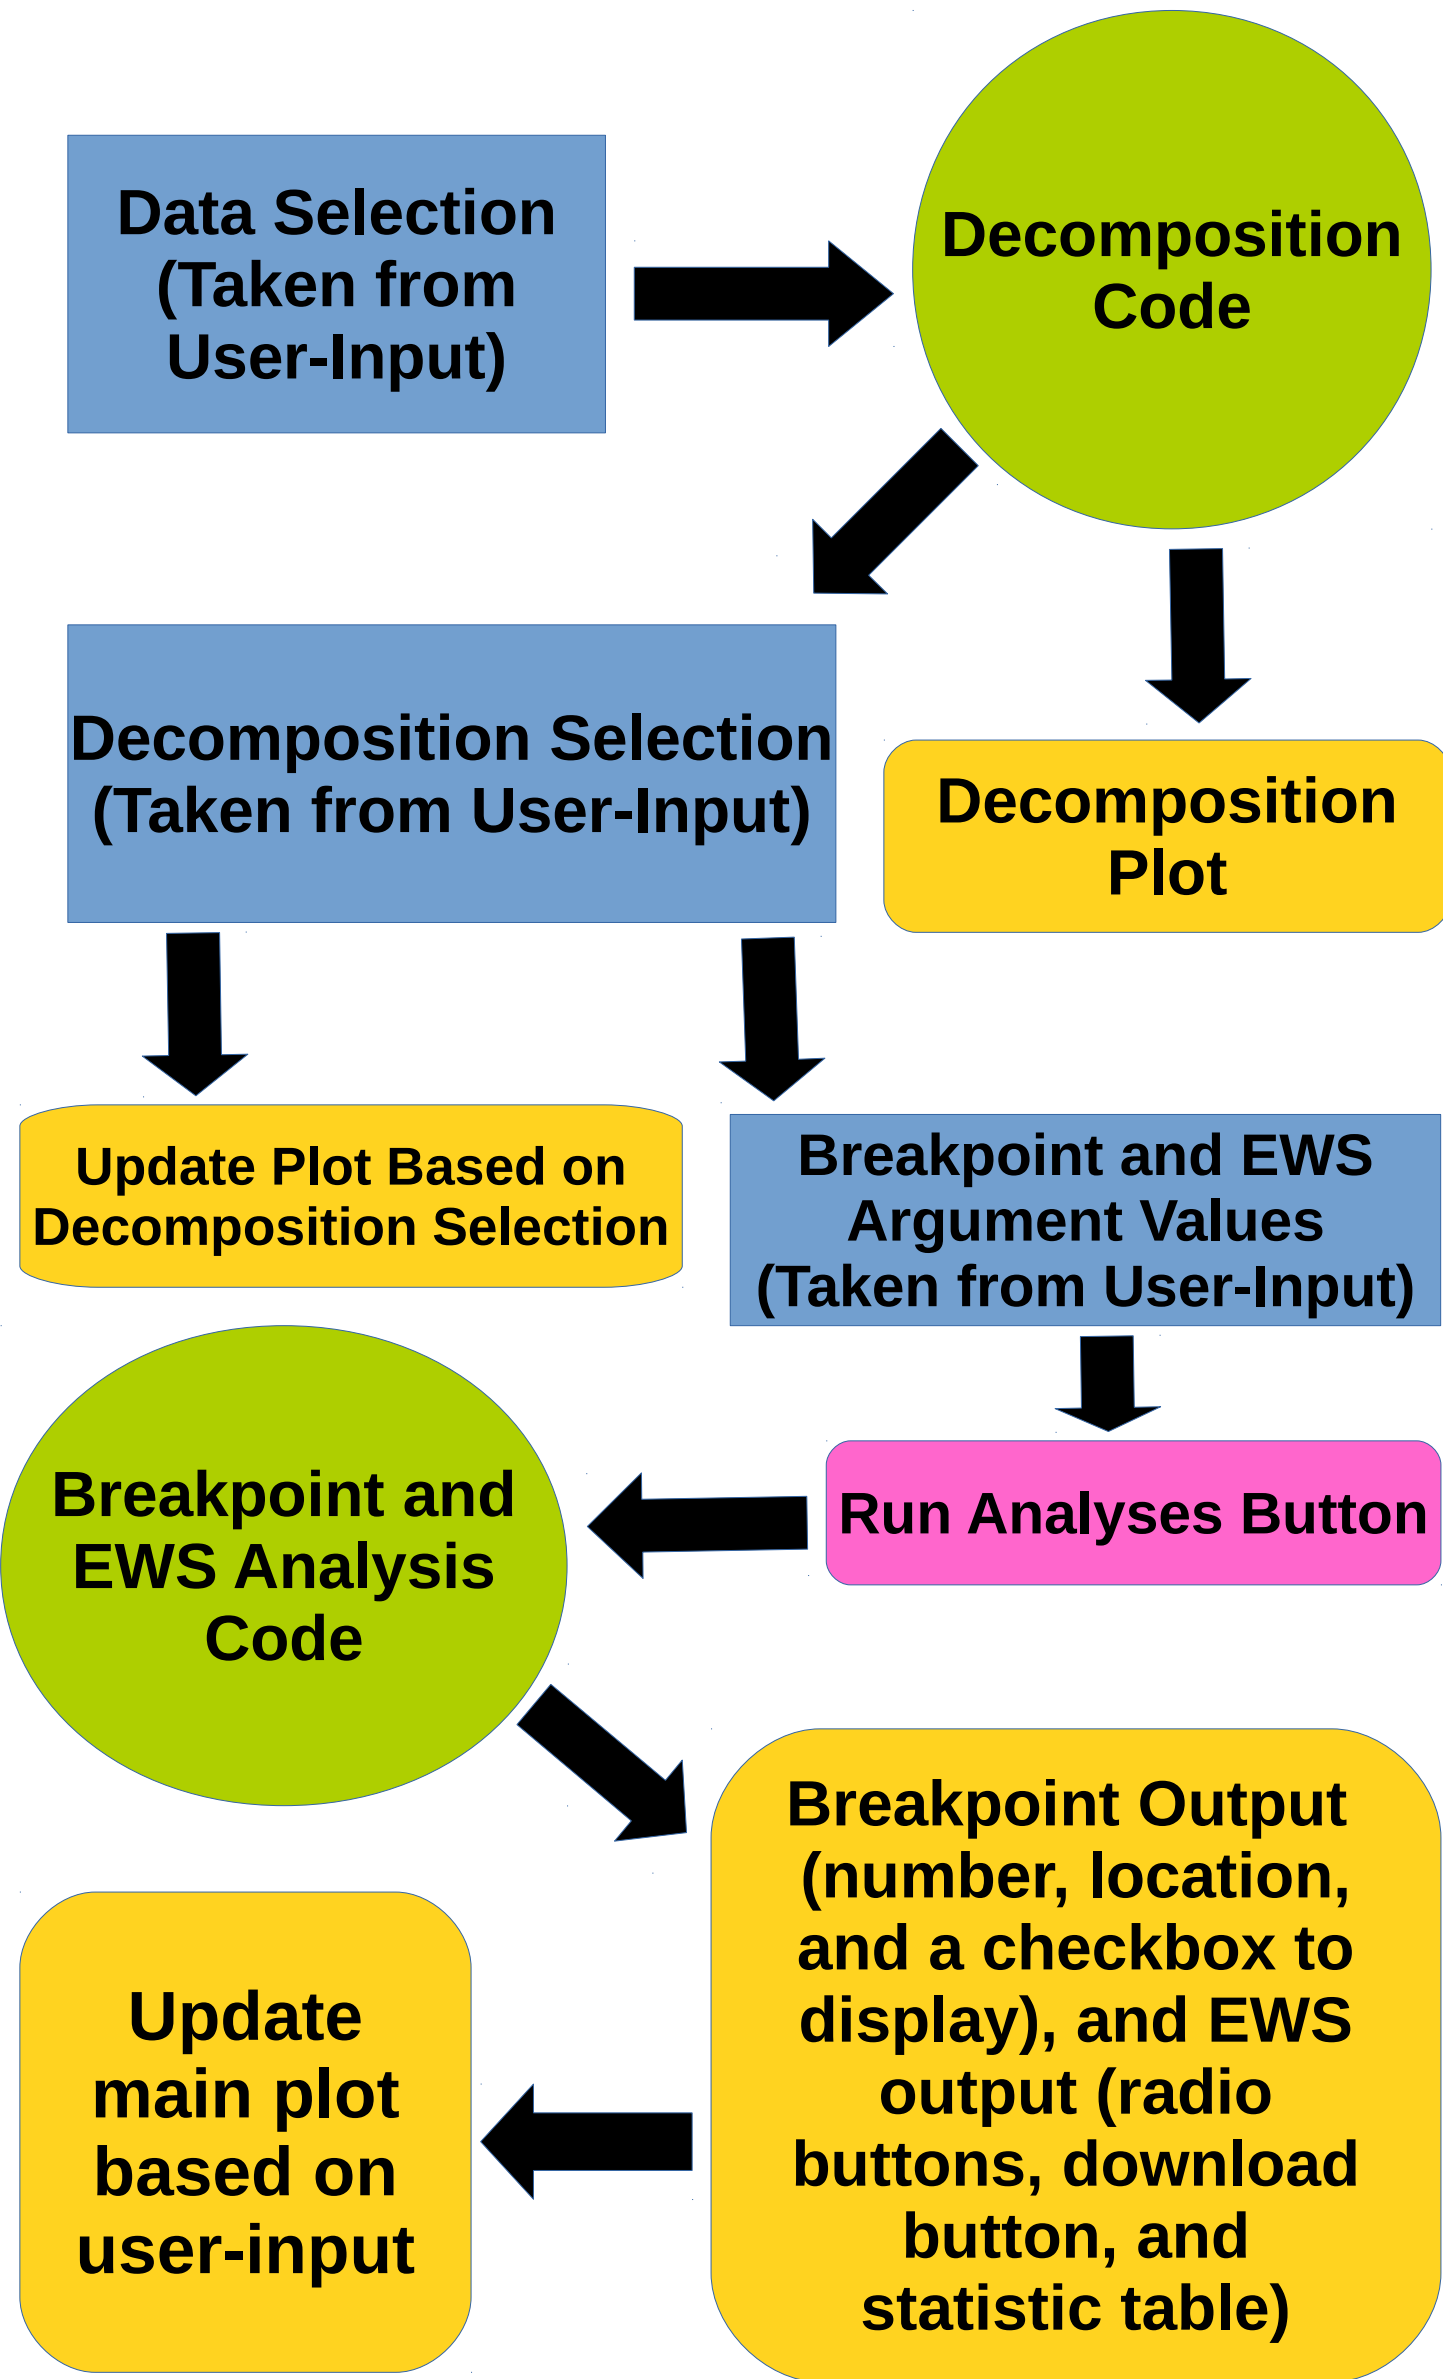 Data Selection
(Taken from
User-Input)
Decomposition
Code
Decomposition Selection
(Taken from User-Input)
Decomposition
Plot
Update Plot Based on
Decomposition Selection
Breakpoint and EWS
Argument Values
(Taken from User-Input)
Run Analyses Button
Breakpoint and
EWS Analysis
Code
Breakpoint Output
(number, location,
and a checkbox to
display), and EWS
output (radio
buttons, download
button, and
statistic table)
Update
main plot
based on
user-input